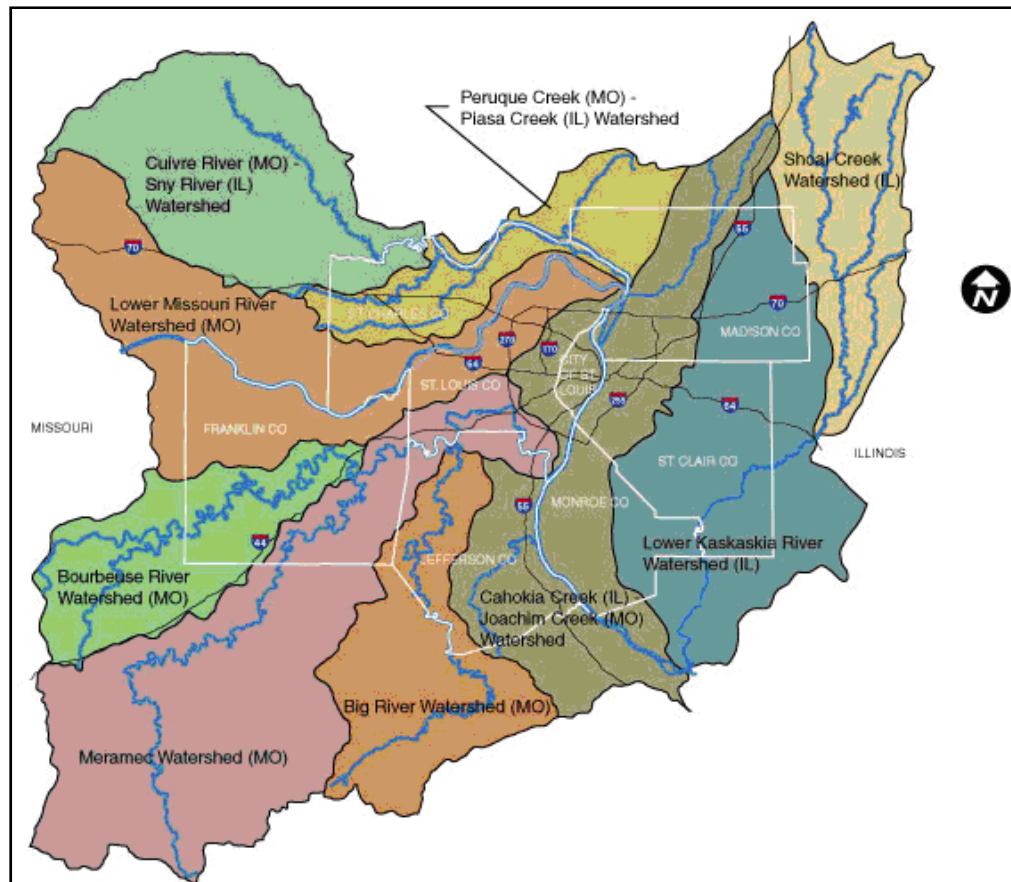 Peruque Creek (MO) -
Piasa Creek (IL) Watershed
Cuivre River (MO) -
Sny River (IL)
Watershed
Shoal Creek
Watershed (IL)
70
55
Lower Missouri River
Watershed (MO)
ST. CHARLES CO
70
MADISON CO
270
170
64
CITY
OF ST.
LOUIS
ST. LOUIS CO
255
64
MISSOURI
FRANKLIN CO
ILLINOIS
ST. CLAIR CO
55
MONROE CO
44
Lower Kaskaskia River
Watershed (IL)
JEFFERSON CO
Bourbeuse River
Watershed (MO)
Cahokia Creek (IL) -
Joachim Creek (MO)
Watershed
Big River Watershed (MO)
Meramec Watershed (MO)
N